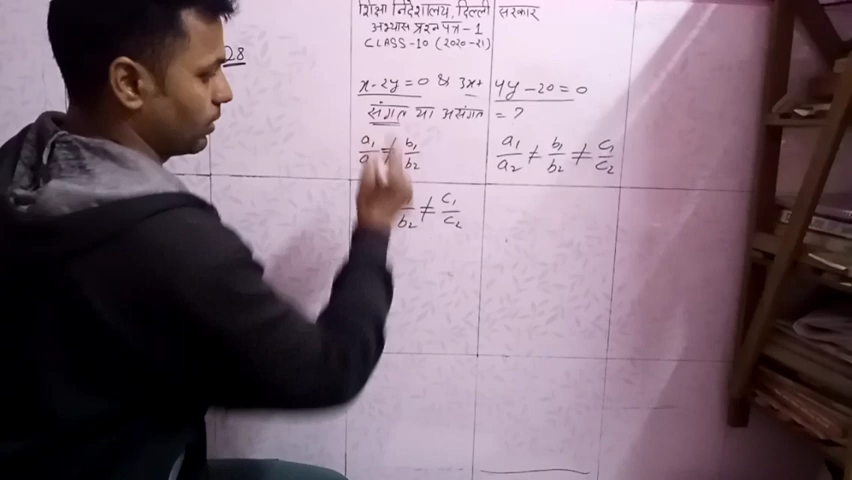 शिक्षा निदेशालय, दिल्ली सरकार
अभ्यास प्रश्न पत्र - 1
CLASS-10 (2020-21)
28
x-2y=0 & 3x+4y-20=0
संगत या असंगत = ?
a₁/a₂ ≠ b₁/b₂
a₁/a₂ ≠ b₁/b₂ ≠ c₁/c₂
b₂ ≠ c₁/c₂